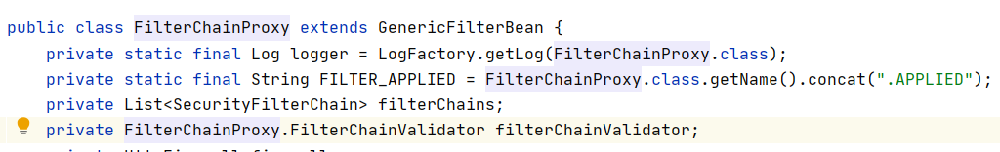 public class FilterChainProxy extends GenericFilterBean {
private static final Log logger = LogFactory.getLog(FilterChainProxy.class);
private static final String FILTER_APPLIED = FilterChainProxy.class.getName().concat(".APPLIED");
private List<SecurityFilterChain> filterChains;
private FilterChainProxy.FilterChainValidator filterChainValidator;